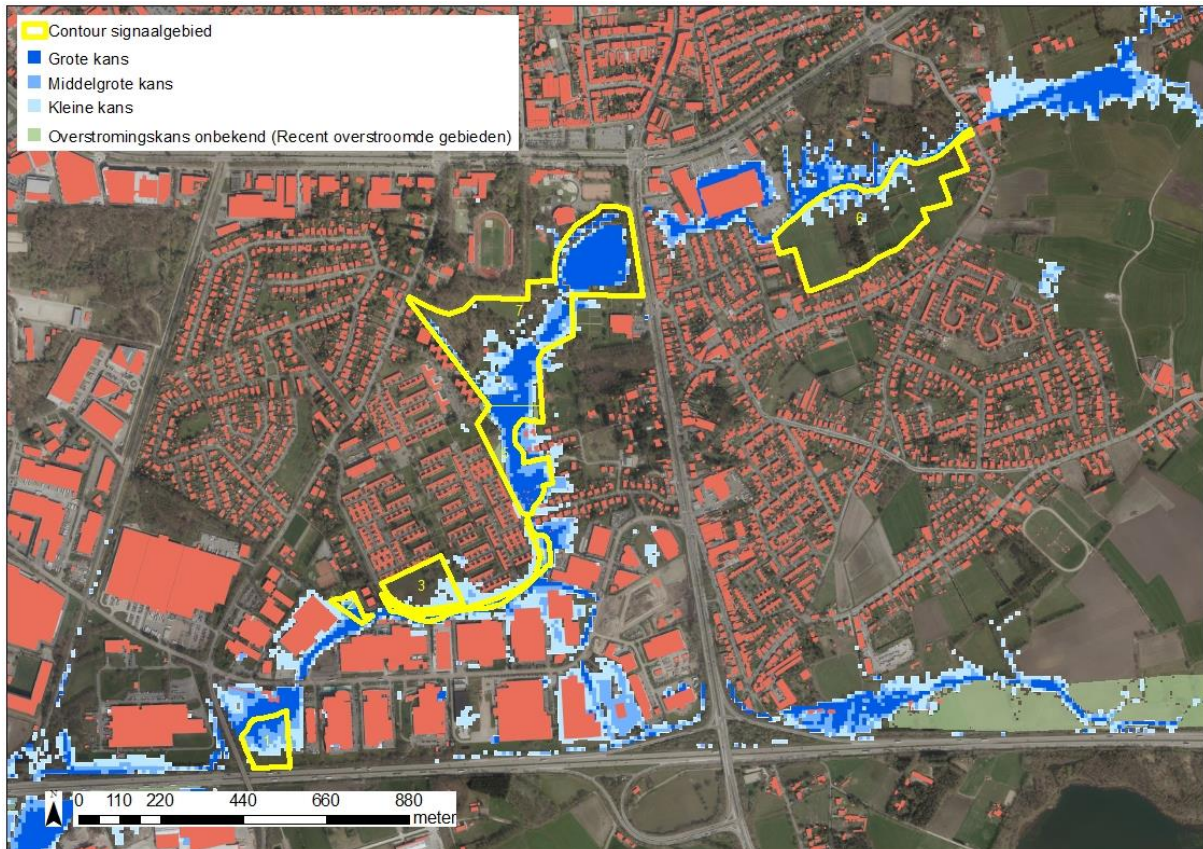 Contour signaalgebied
Grote kans
Middelgrote kans
Kleine kans
Overstromingskans onbekend (Recent overstroomde gebieden)
6
7
3
N
0 110 220 440 660 880
meter